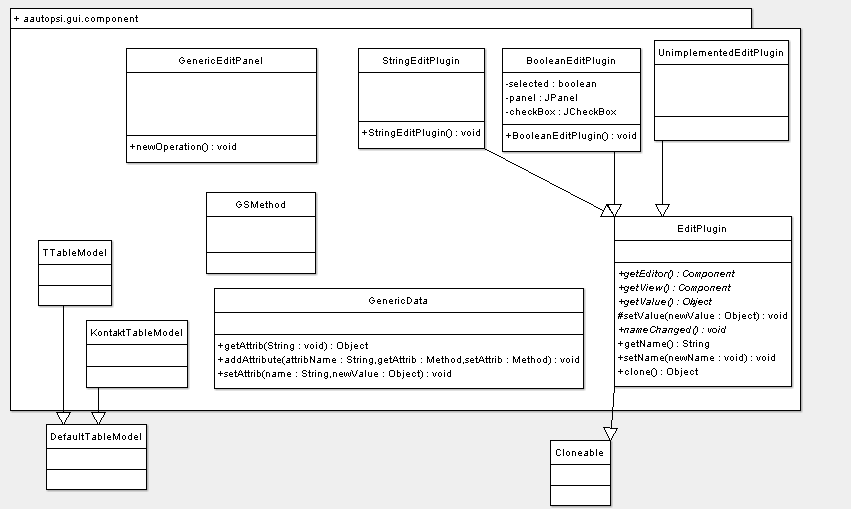 + aautopsi.gui.component
GenericEditPanel
+newOperation() : void
StringEditPlugin
+StringEditPlugin() : void
BooleanEditPlugin
-selected : boolean
-panel : JPanel
-checkBox : JCheckBox
+BooleanEditPlugin() : void
UnimplementedEditPlugin
GSMethod
EditPlugin
+getEditor() : Component
+getView() : Component
+getValue() : Object
#setValue(newValue : Object) : void
+nameChanged() : void
+getName() : String
+setName(newName : void) : void
+clone() : Object
TTableModel
GenericData
+getAttrib(String : void) : Object
+addAttribute(attribName : String,getAttrib : Method,setAttrib : Method) : void
+setAttrib(name : String,newValue : Object) : void
KontaktTableModel
DefaultTableModel
Cloneable